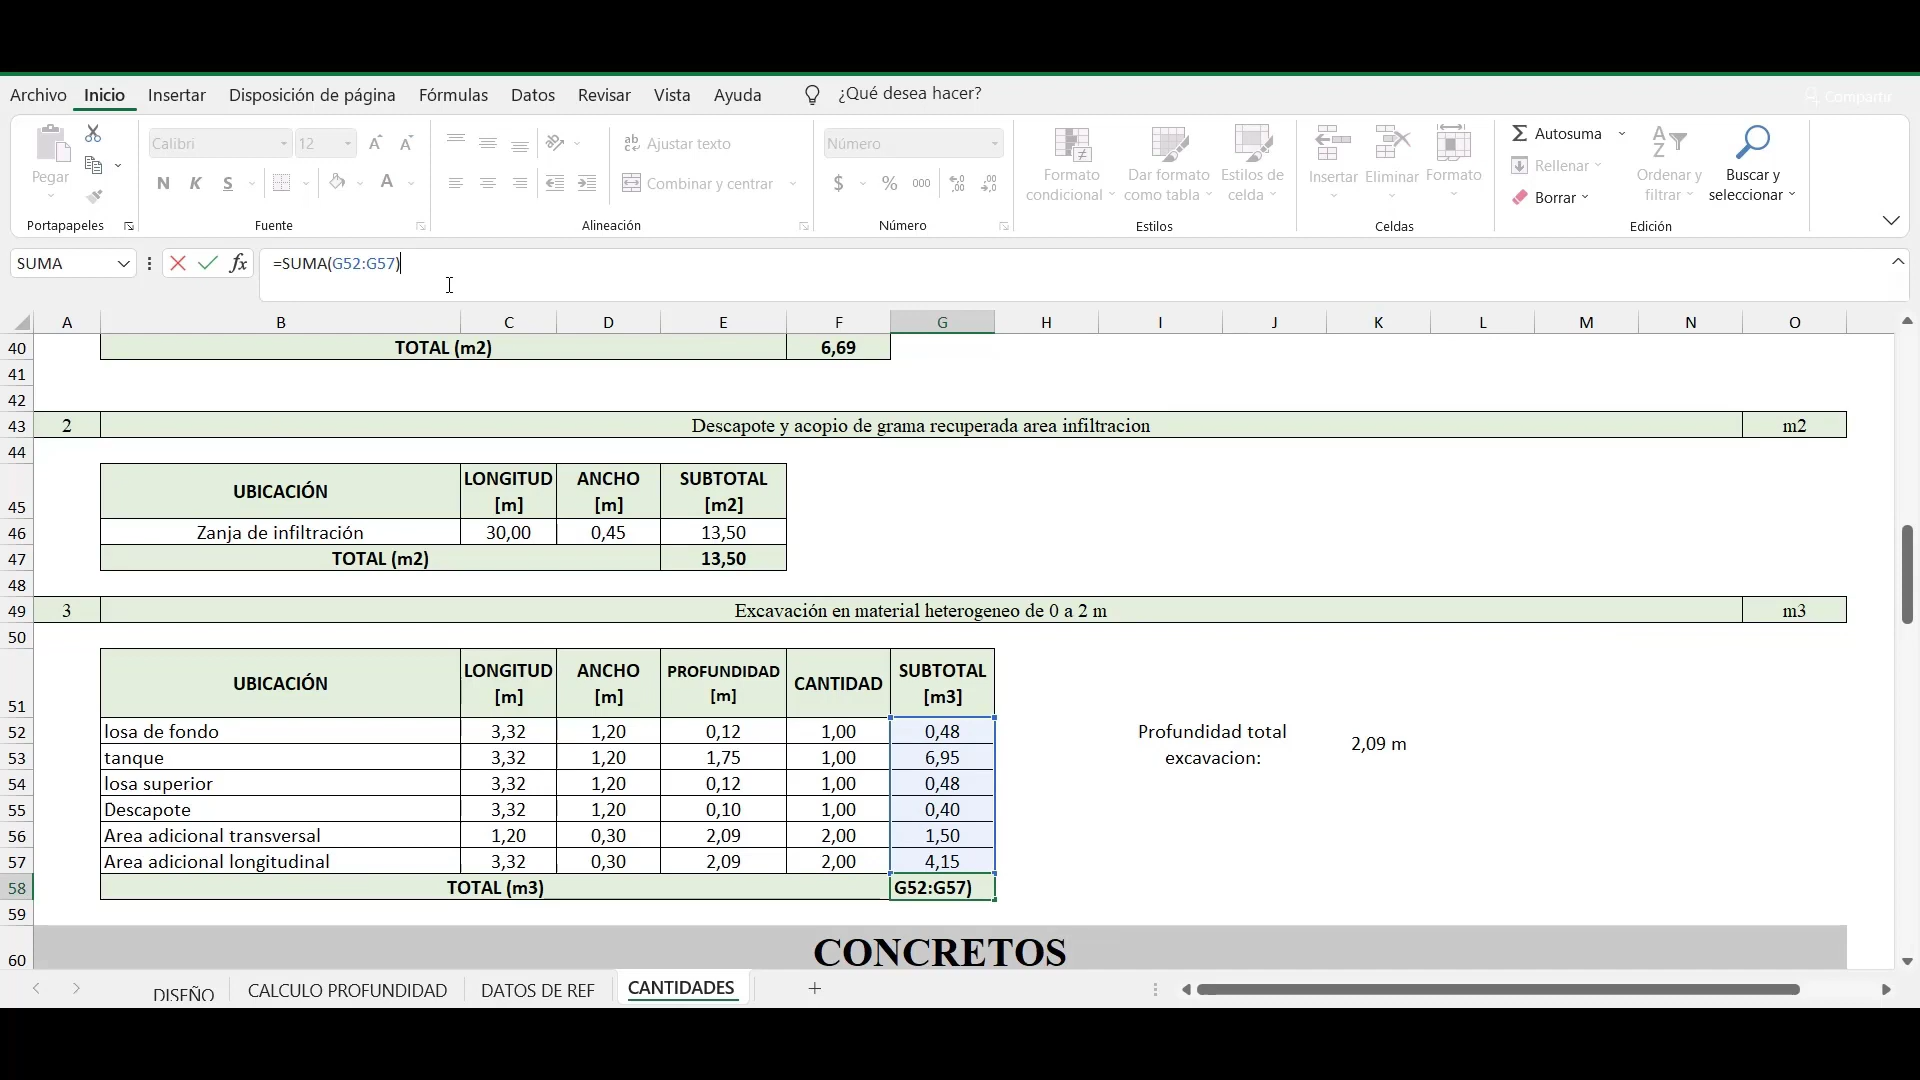 Archivo Inicio Insertar Disposición de página Fórmulas Datos Revisar Vista Ayuda ¿Qué desea hacer? Compartir
Pegar
Portapapeles
Calibri 12
N K S A
Fuente
Ajustar texto
Combinar y centrar
Alineación
Número
$ % 000
Número
Formato condicional
Dar formato como tabla
Estilos de celda
Estilos
Insertar Eliminar Formato
Celdas
Autosuma
Rellenar
Borrar
Ordenar y filtrar
Buscar y seleccionar
Edición
SUMA fx =SUMA(G52:G57)
A B C D E F G H I J K L M N O
40 TOTAL (m2) 6,69
41
42
43 2 Descapote y acopio de grama recuperada area infiltracion m2
44
45 UBICACIÓN LONGITUD [m] ANCHO [m] SUBTOTAL [m2]
46 Zanja de infiltración 30,00 0,45 13,50
47 TOTAL (m2) 13,50
48
49 3 Excavación en material heterogeneo de 0 a 2 m m3
50
51 UBICACIÓN LONGITUD [m] ANCHO [m] PROFUNDIDAD [m] CANTIDAD SUBTOTAL [m3]
52 losa de fondo 3,32 1,20 0,12 1,00 0,48
53 tanque 3,32 1,20 1,75 1,00 6,95
Profundidad total excavacion: 2,09 m
54 losa superior 3,32 1,20 0,12 1,00 0,48
55 Descapote 3,32 1,20 0,10 1,00 0,40
56 Area adicional transversal 1,20 0,30 2,09 2,00 1,50
57 Area adicional longitudinal 3,32 0,30 2,09 2,00 4,15
58 TOTAL (m3) G52:G57)
59
60 CONCRETOS
DISEÑO CALCULO PROFUNDIDAD DATOS DE REF CANTIDADES